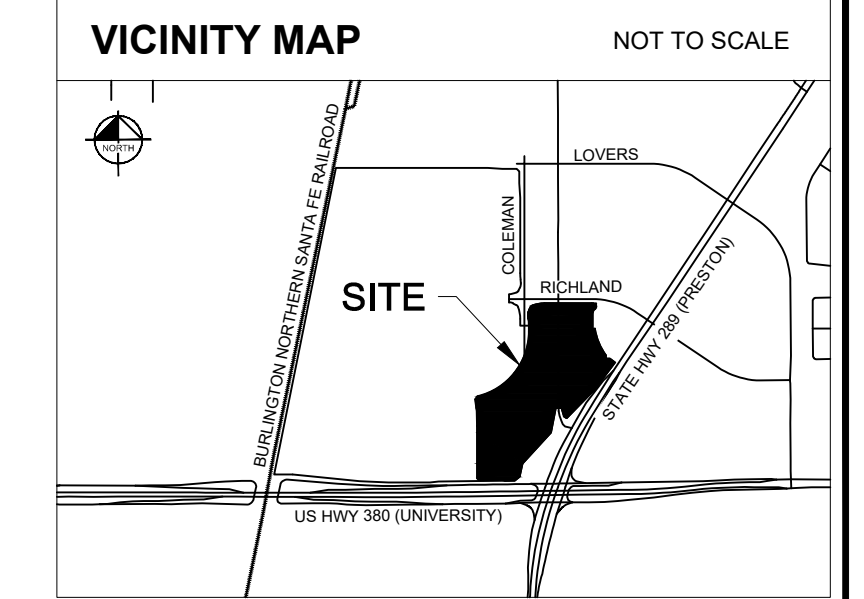 VICINITY MAP
NOT TO SCALE
NORTH
BURLINGTON NORTHERN SANTA FE RAILROAD
LOVERS
COLEMAN
RICHLAND
SITE
STATE HWY 289 (PRESTON)
US HWY 380 (UNIVERSITY)